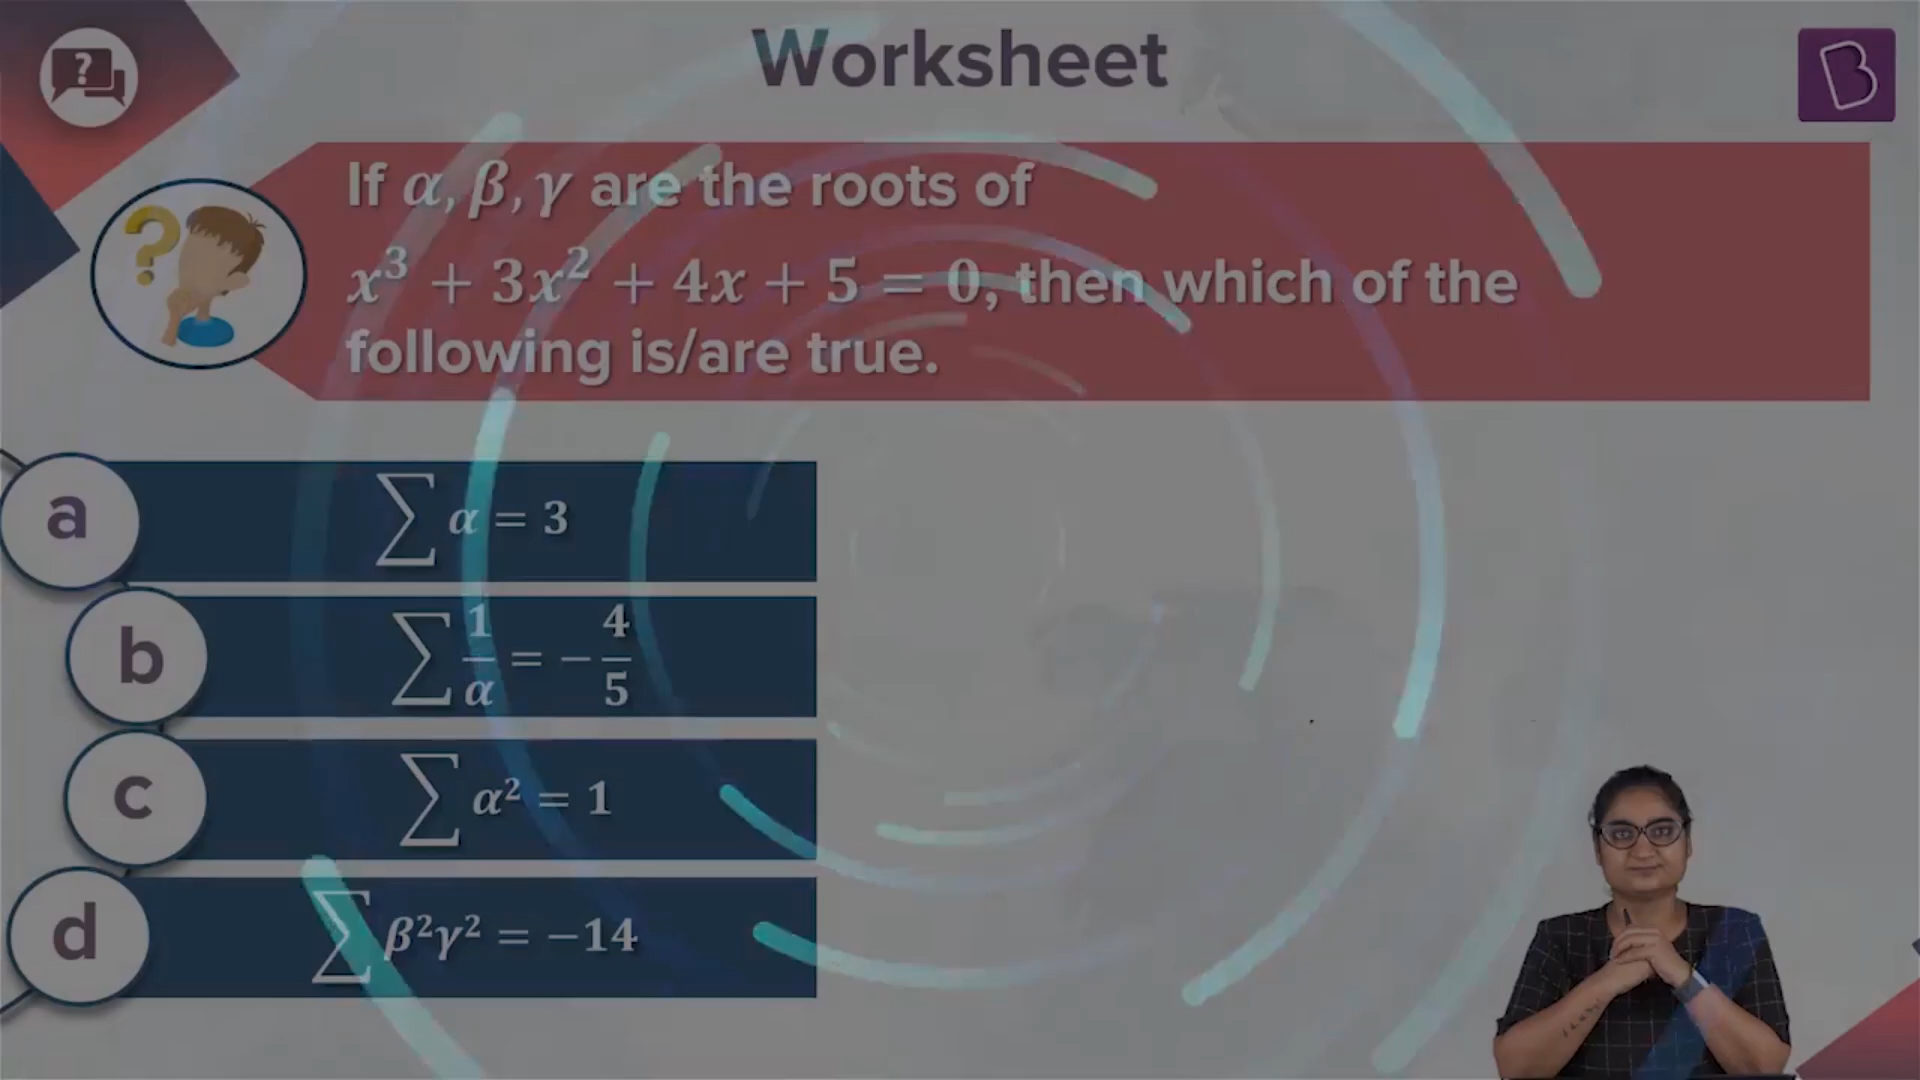 Worksheet
If α, β, γ are the roots of
x³ + 3x² + 4x + 5 = 0, then which of the
following is/are true.
a ∑ α = 3
b ∑ 1/α = − 4/5
c ∑ α² = 1
d ∑ β²γ² = −14